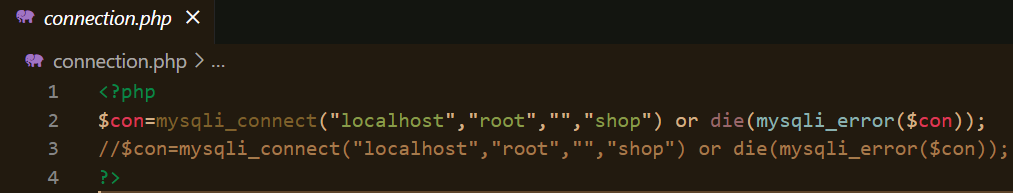 connection.php ×
connection.php > ...
1 <?php
2 $con=mysqli_connect("localhost","root","","shop") or die(mysqli_error($con));
3 //$con=mysqli_connect("localhost","root","","shop") or die(mysqli_error($con));
4 ?>